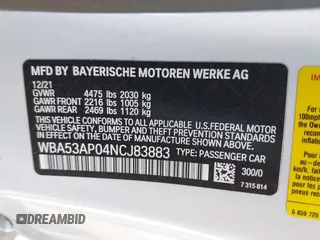 MFD BY BAYERISCHE MOTOREN WERKE AG
12/21
GVWR 4475 lbs 2030 kg
GAWR FRONT 2216 lbs 1005 kg
GAWR REAR 2469 lbs 1120 kg
THIS VEHICLE CONFORMS TO ALL APPLICABLE FEDERAL MOTOR VEHICLE SAFETY, BUMPER, AND THEFT PREVENTION STANDARDS IN EFFECT ON THE DATE OF MANUFACTURE SHOWN ABOVE.
WBA53AP04NCJ83883
TYPE: PASSENGER CAR
300/0
7 315 814